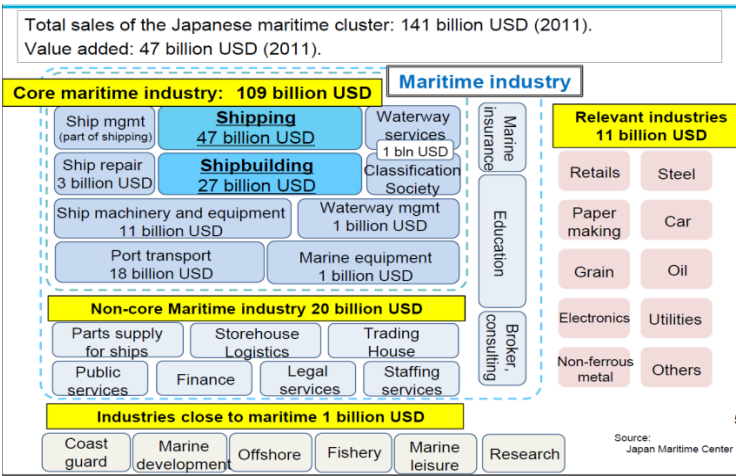 Total sales of the Japanese maritime cluster: 141 billion USD (2011).
Value added: 47 billion USD (2011).
Maritime industry
Core maritime industry:  109 billion USD
Ship mgmt
(part of shipping)
Shipping
47 billion USD
Waterway
services
1 bln USD
Ship repair
3 billion USD
Shipbuilding
27 billion USD
Classification
Society
Ship machinery and equipment
11 billion USD
Waterway mgmt
1 billion USD
Port transport
18 billion USD
Marine equipment
1 billion USD
Marine
insurance
Education
Broker,
consulting
Non-core Maritime industry 20 billion USD
Parts supply
for ships
Storehouse
Logistics
Trading
House
Public
services
Finance
Legal
services
Staffing
services
Industries close to maritime 1 billion USD
Coast
guard
Marine
development
Offshore
Fishery
Marine
leisure
Research
Relevant industries
11 billion USD
Retails
Steel
Paper
making
Car
Grain
Oil
Electronics
Utilities
Non-ferrous
metal
Others
Source:
Japan Maritime Center